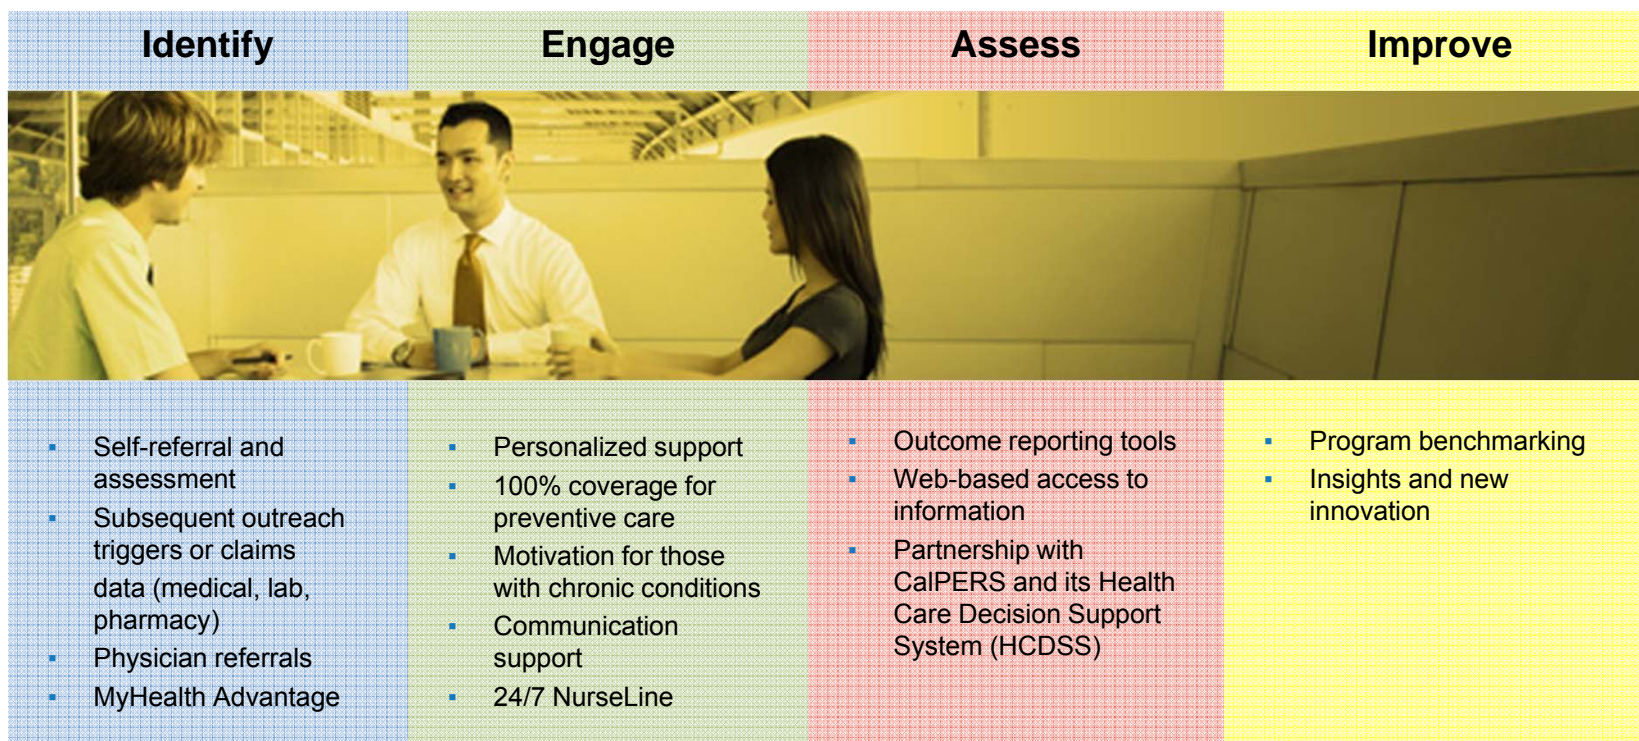 Identify
Engage
Assess
Improve
▪ Self-referral and
assessment
▪ Subsequent outreach
triggers or claims
data (medical, lab,
pharmacy)
▪ Physician referrals
▪ MyHealth Advantage
▪ Personalized support
▪ 100% coverage for
preventive care
▪ Motivation for those
with chronic conditions
▪ Communication
support
▪ 24/7 NurseLine
▪ Outcome reporting tools
▪ Web-based access to
information
▪ Partnership with
CalPERS and its Health
Care Decision Support
System (HCDSS)
▪ Program benchmarking
▪ Insights and new
innovation